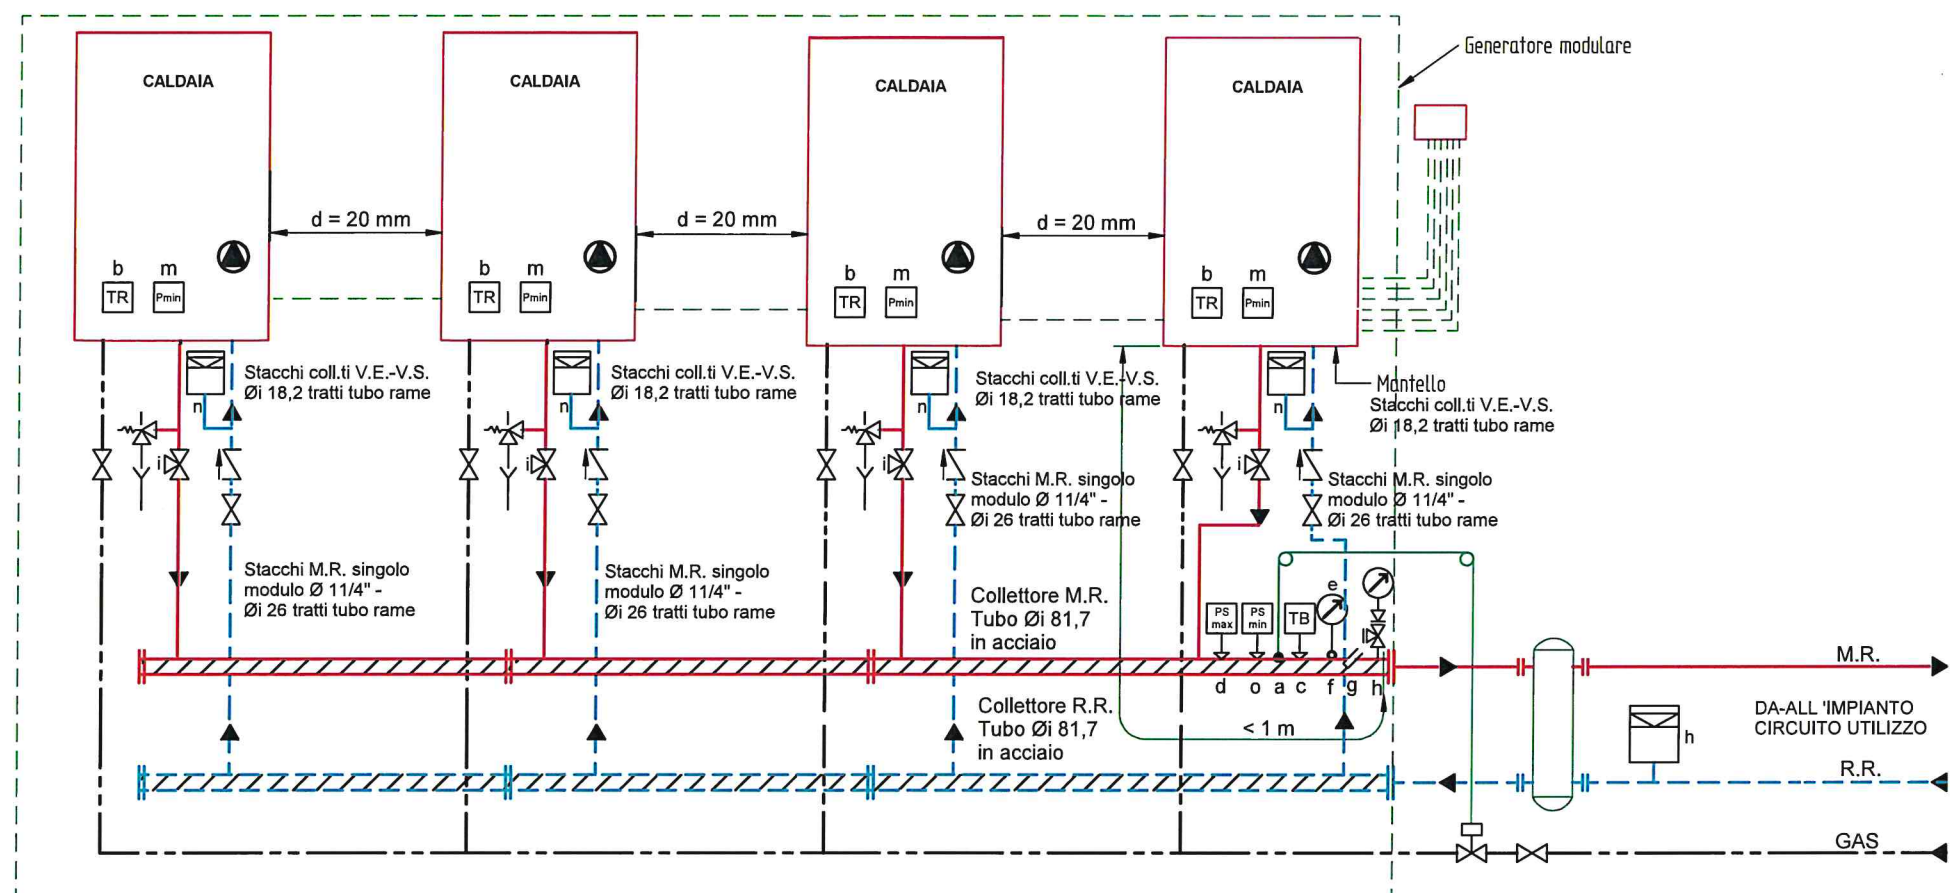 Generatore modulare
CALDAIA
CALDAIA
CALDAIA
CALDAIA
d = 20 mm
d = 20 mm
d = 20 mm
b m
TR Pmin
b m
TR Pmin
b m
TR Pmin
b m
TR Pmin
Stacchi coll.ti V.E.-V.S.
Øi 18,2 tratti tubo rame
n
i
Stacchi coll.ti V.E.-V.S.
Øi 18,2 tratti tubo rame
n
i
Stacchi coll.ti V.E.-V.S.
Øi 18,2 tratti tubo rame
n
i
Mantello
Stacchi coll.ti V.E.-V.S.
Øi 18,2 tratti tubo rame
n
i
Stacchi M.R. singolo
modulo Ø 11/4" -
Øi 26 tratti tubo rame
Stacchi M.R. singolo
modulo Ø 11/4" -
Øi 26 tratti tubo rame
Stacchi M.R. singolo
modulo Ø 11/4" -
Øi 26 tratti tubo rame
Stacchi M.R. singolo
modulo Ø 11/4" -
Øi 26 tratti tubo rame
Collettore M.R.
Tubo Øi 81,7
in acciaio
PS
max
PS
min
TB
e
d o a c f g h
M.R.
Collettore R.R.
Tubo Øi 81,7
in acciaio
< 1 m
DA-ALL 'IMPIANTO
CIRCUITO UTILIZZO
h
R.R.
GAS